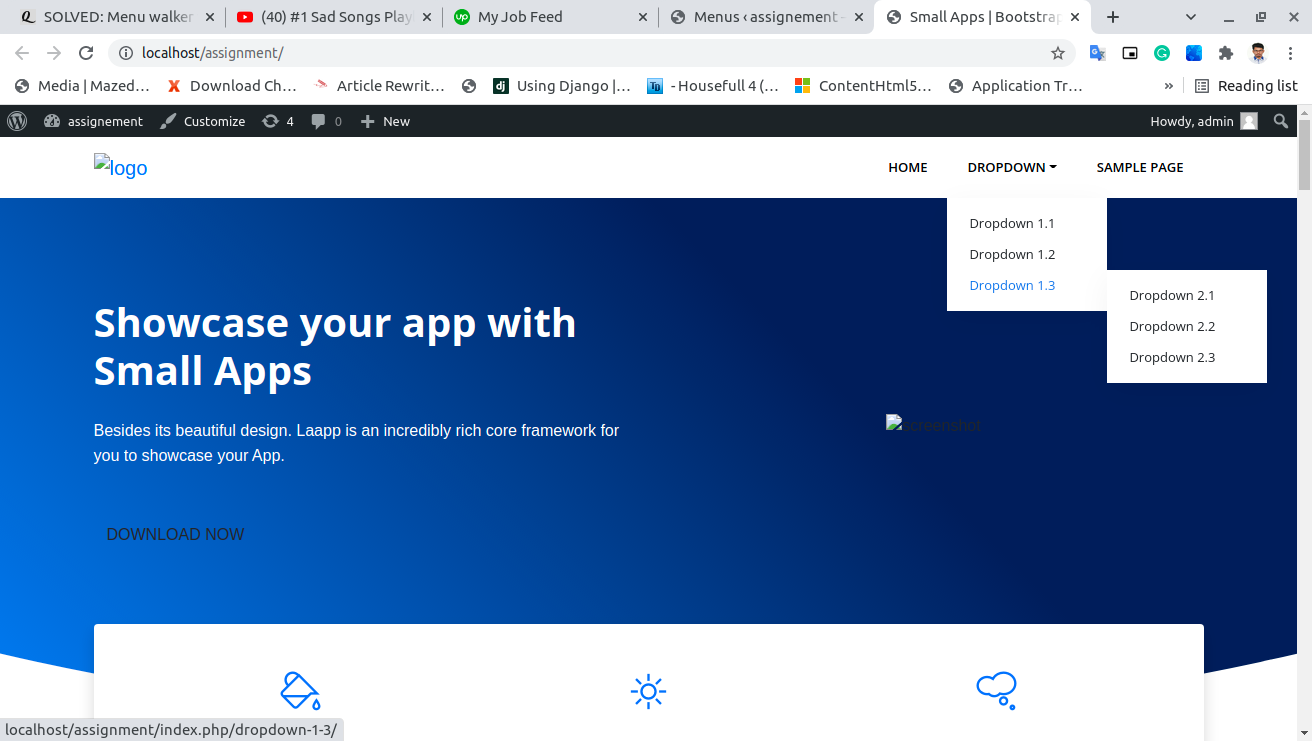 SOLVED: Menu walker
(40) #1 Sad Songs Play
My Job Feed
Menus ‹ assignement -
Small Apps | Bootstrap
localhost/assignment/
Media | Mazed…
Download Ch…
Article Rewrit…
Using Django |…
- Housefull 4 (…
ContentHtml5…
Application Tr…
»
Reading list
assignement
Customize
4
0
New
Howdy, admin
logo
HOME
DROPDOWN
SAMPLE PAGE
Dropdown 1.1
Dropdown 1.2
Dropdown 1.3
Dropdown 2.1
Dropdown 2.2
Dropdown 2.3
Showcase your app with
Small Apps
Besides its beautiful design. Laapp is an incredibly rich core framework for
you to showcase your App.
screenshot
DOWNLOAD NOW
localhost/assignment/index.php/dropdown-1-3/